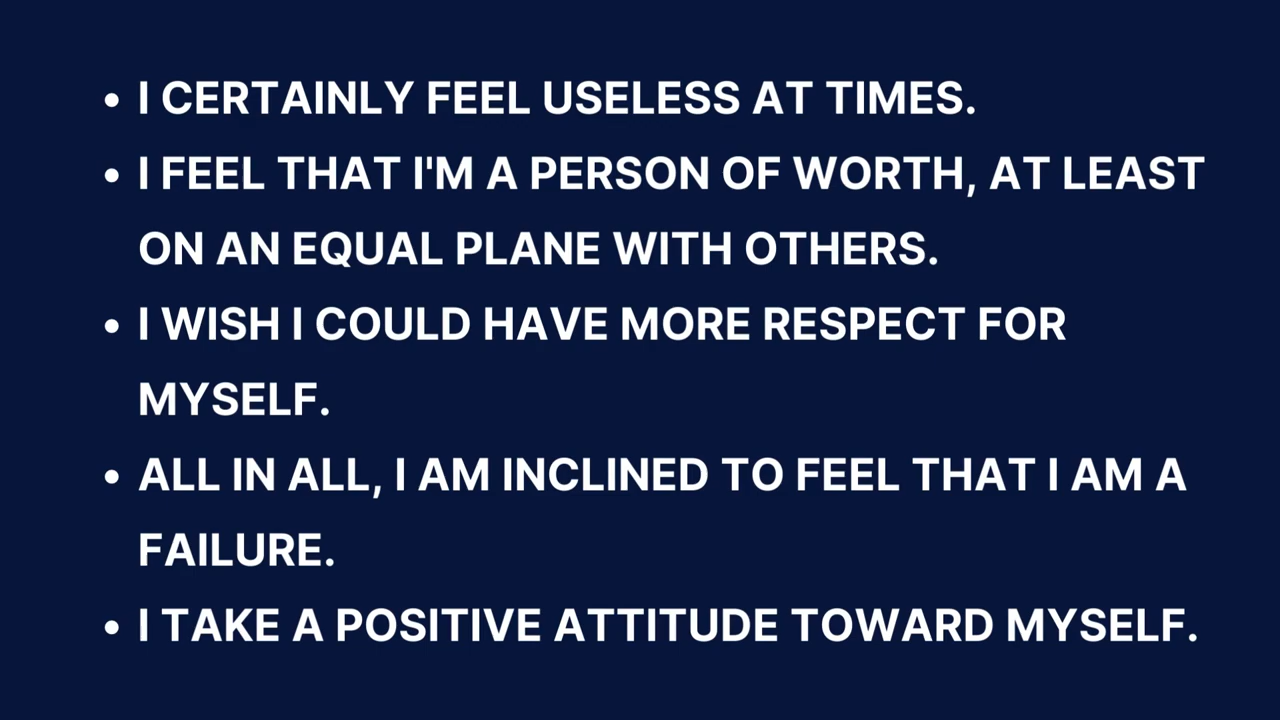 • I CERTAINLY FEEL USELESS AT TIMES.
• I FEEL THAT I'M A PERSON OF WORTH, AT LEAST
ON AN EQUAL PLANE WITH OTHERS.
• I WISH I COULD HAVE MORE RESPECT FOR
MYSELF.
• ALL IN ALL, I AM INCLINED TO FEEL THAT I AM A
FAILURE.
• I TAKE A POSITIVE ATTITUDE TOWARD MYSELF.